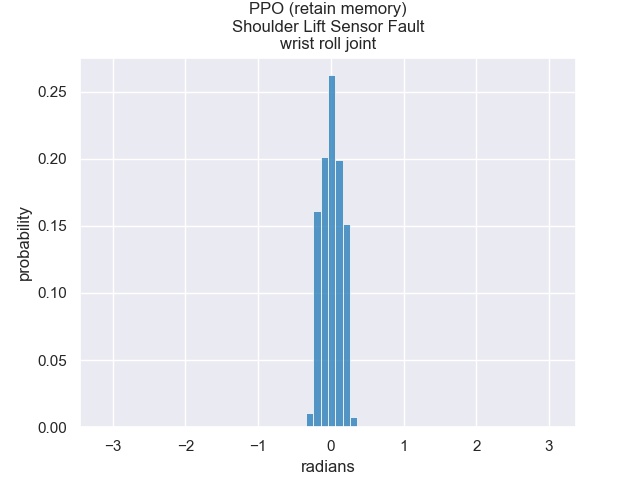 PPO (retain memory)
Shoulder Lift Sensor Fault
wrist roll joint
0.25
0.20
0.15
0.10
0.05
0.00
probability
−3 −2 −1 0 1 2 3
radians